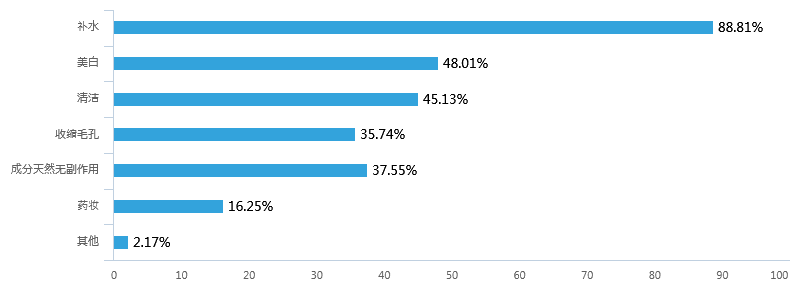 补水 88.81%
美白 48.01%
清洁 45.13%
收缩毛孔 35.74%
成分天然无副作用 37.55%
药妆 16.25%
其他 2.17%
0 10 20 30 40 50 60 70 80 90 100